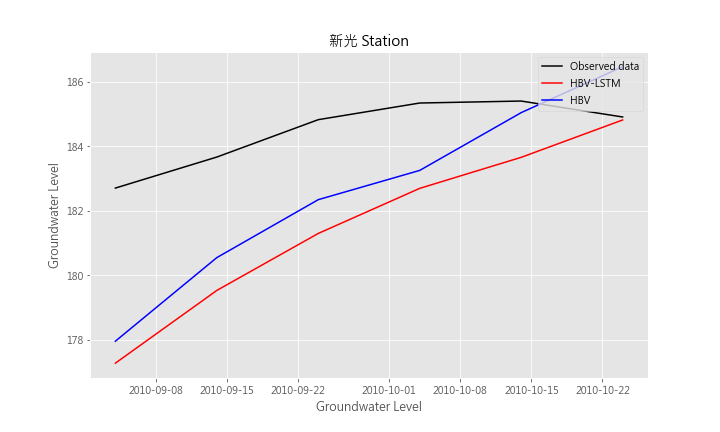 新光 Station
Observed data
HBV-LSTM
HBV
Groundwater Level
186
184
182
180
178
2010-09-08
2010-09-15
2010-09-22
2010-10-01
2010-10-08
2010-10-15
2010-10-22
Groundwater Level